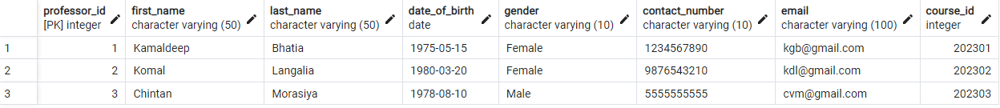 professor_id first_name last_name date_of_birth gender contact_number email course_id
[PK] integer character varying (50) character varying (50) date character varying (10) character varying (10) character varying (100) integer
1 1 Kamaldeep Bhatia 1975-05-15 Female 1234567890 kgb@gmail.com 202301
2 2 Komal Langalia 1980-03-20 Female 9876543210 kdl@gmail.com 202302
3 3 Chintan Morasiya 1978-08-10 Male 5555555555 cvm@gmail.com 202303